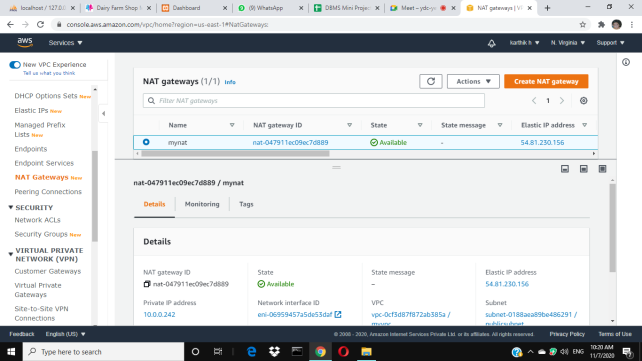 localhost / 127.0.0
Dairy Farm Shop M
Dashboard
(9) WhatsApp
DBMS Mini Projec
Meet – ydc-yv
NAT gateways | VPC
console.aws.amazon.com/vpc/home?region=us-east-1#NatGateways:
aws
Services
karthik h
N. Virginia
Support
New VPC Experience
Tell us what you think
DHCP Options Sets New
Elastic IPs New
Managed Prefix
Lists New
Endpoints
Endpoint Services
NAT Gateways New
Peering Connections
SECURITY
Network ACLs
Security Groups New
VIRTUAL PRIVATE
NETWORK (VPN)
Customer Gateways
Virtual Private
Gateways
Site-to-Site VPN
Connections
NAT gateways (1/1) Info
Actions
Create NAT gateway
Filter NAT gateways
1
Name
NAT gateway ID
State
State message
Elastic IP address
mynat
nat-047911ec09ec7d889
Available
-
54.81.230.156
nat-047911ec09ec7d889 / mynat
Details
Monitoring
Tags
Details
NAT gateway ID
State
State message
Elastic IP address
nat-047911ec09ec7d889
Available
–
54.81.230.156
Private IP address
Network interface ID
VPC
Subnet
10.0.0.242
eni-06959457a5de53daf
vpc-0cf3d87f872ab385a /
subnet-0188aea89be486291 /
myvpc
publicsubnet
Feedback
English (US)
© 2008 - 2020, Amazon Internet Services Private Ltd. or its affiliates. All rights reserved.
Privacy Policy
Terms of Use
Type here to search
ENG
10:20 AM
11/7/2020